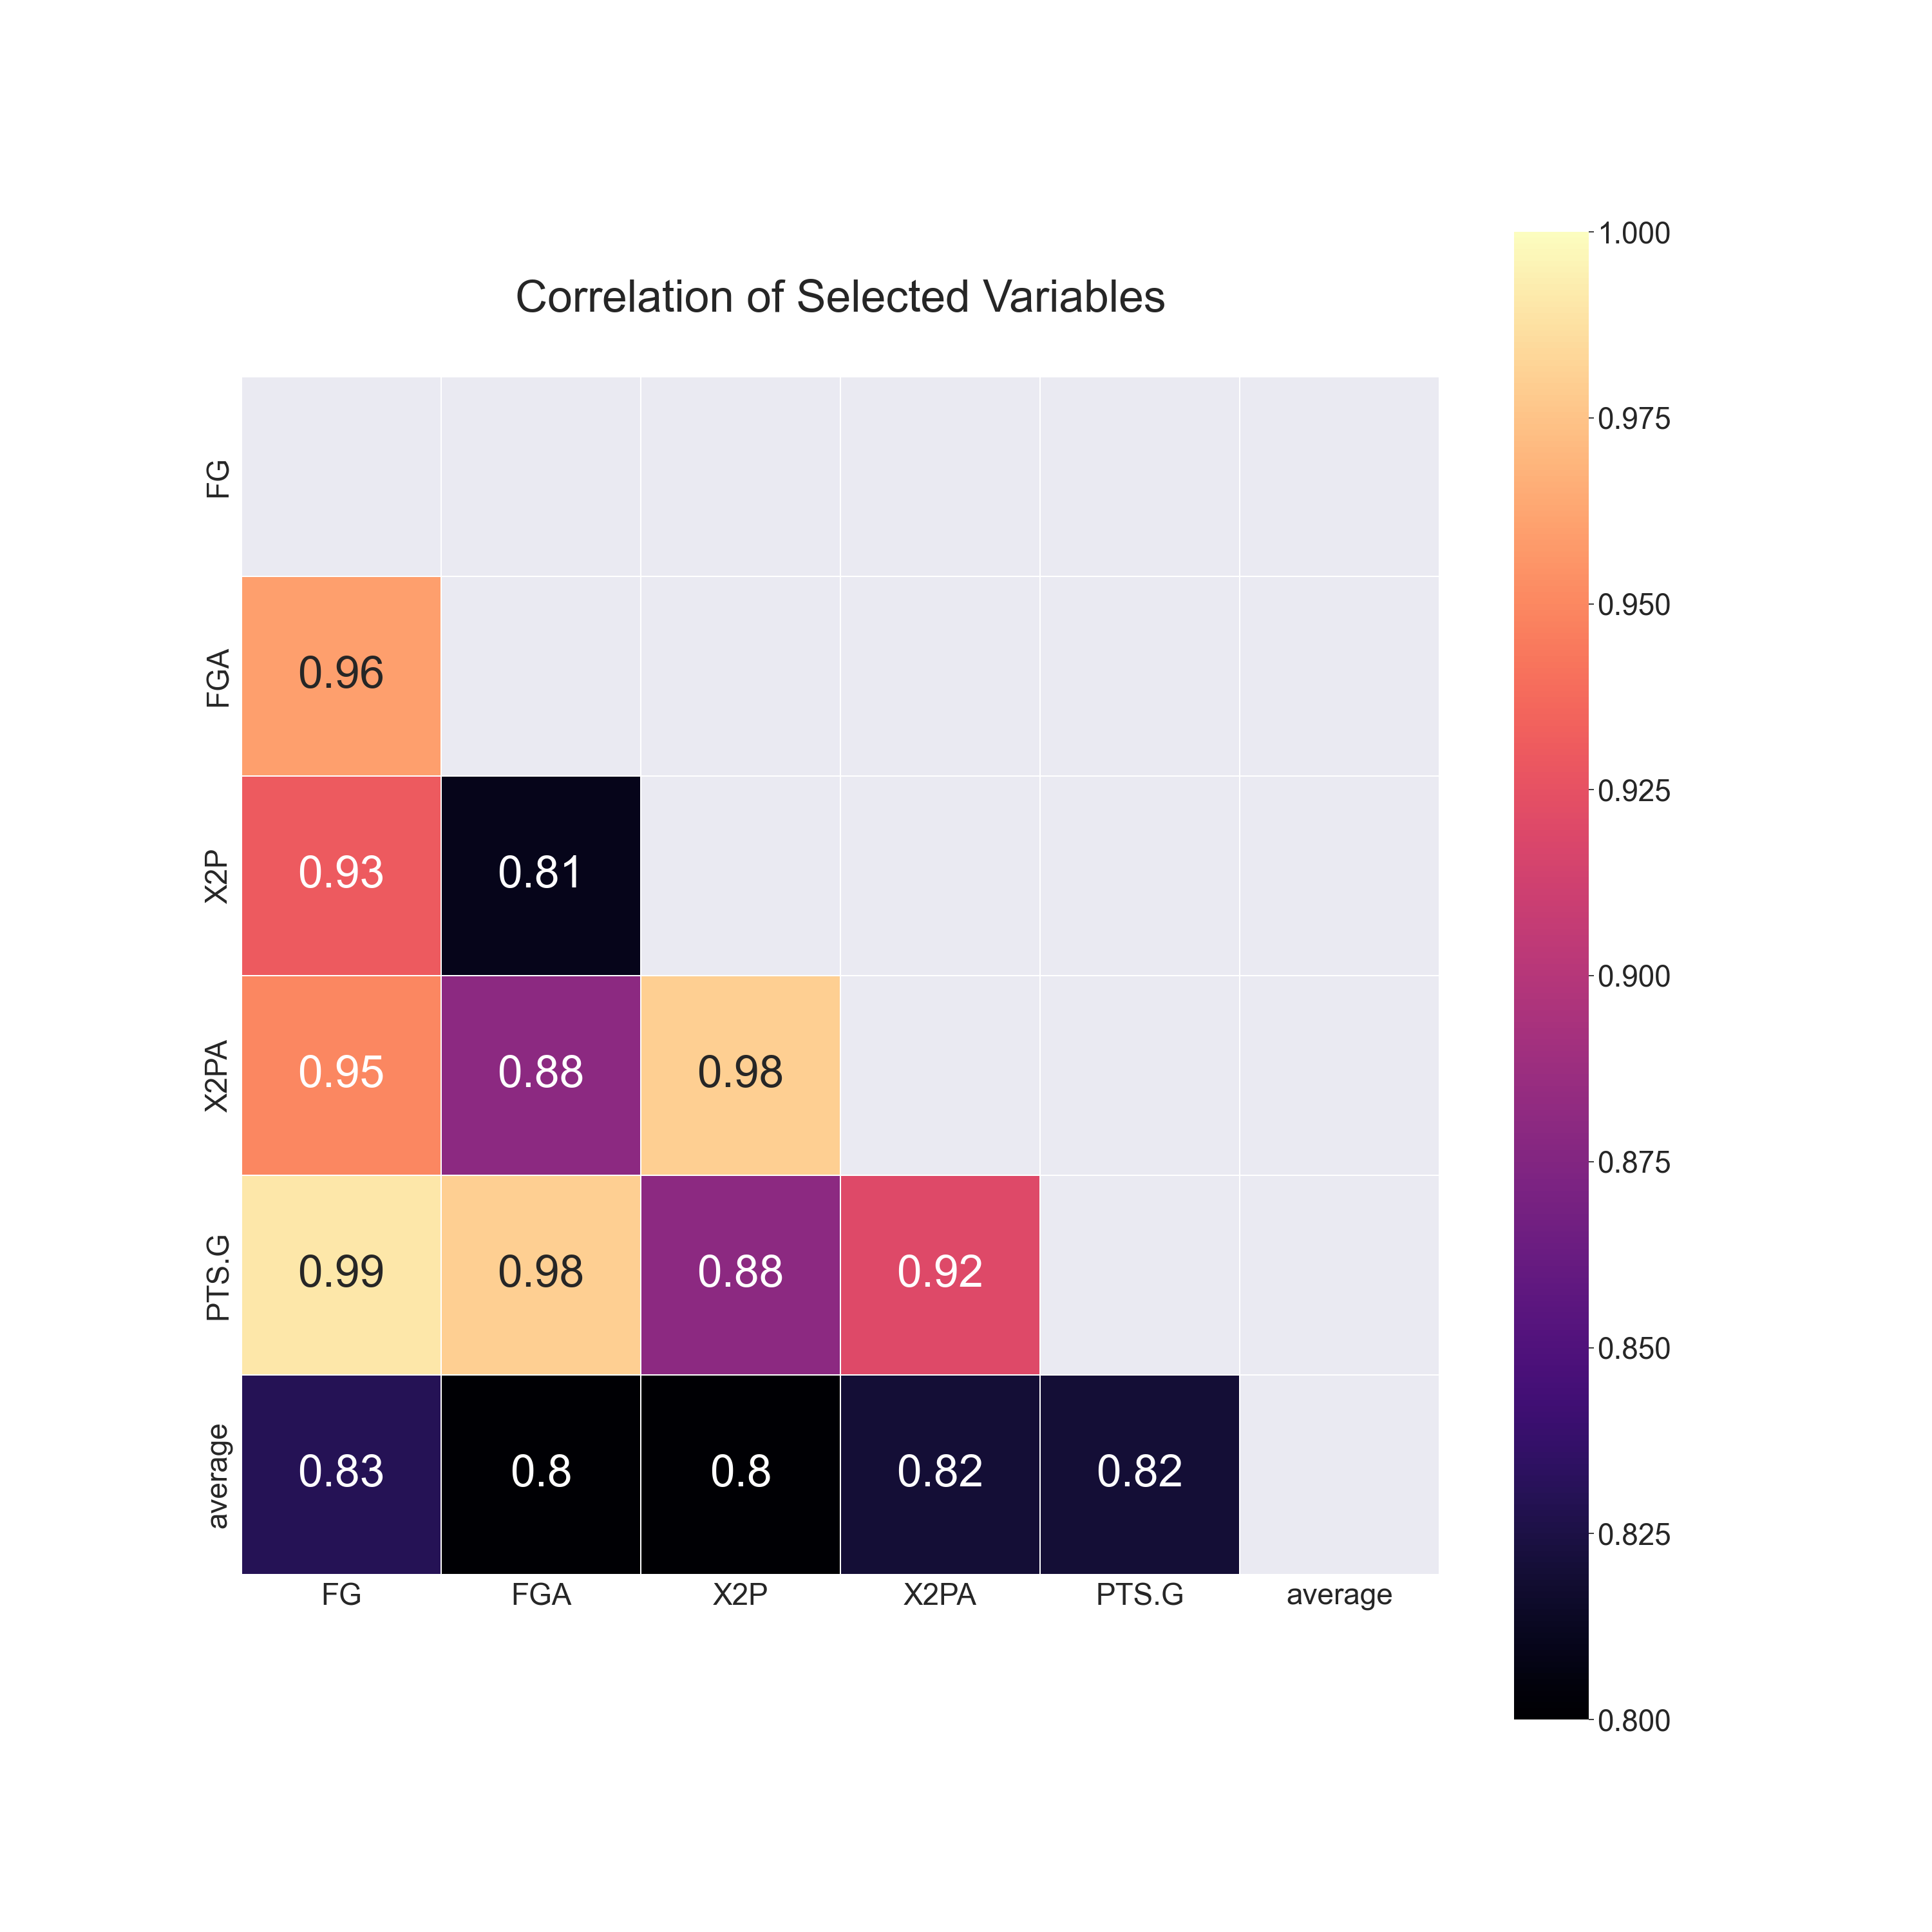 Correlation of Selected Variables
FG
FGA
0.96
X2P
0.93 0.81
X2PA
0.95 0.88 0.98
PTS.G
0.99 0.98 0.88 0.92
average
0.83 0.8 0.8 0.82 0.82
FG FGA X2P X2PA PTS.G average
1.000
0.975
0.950
0.925
0.900
0.875
0.850
0.825
0.800